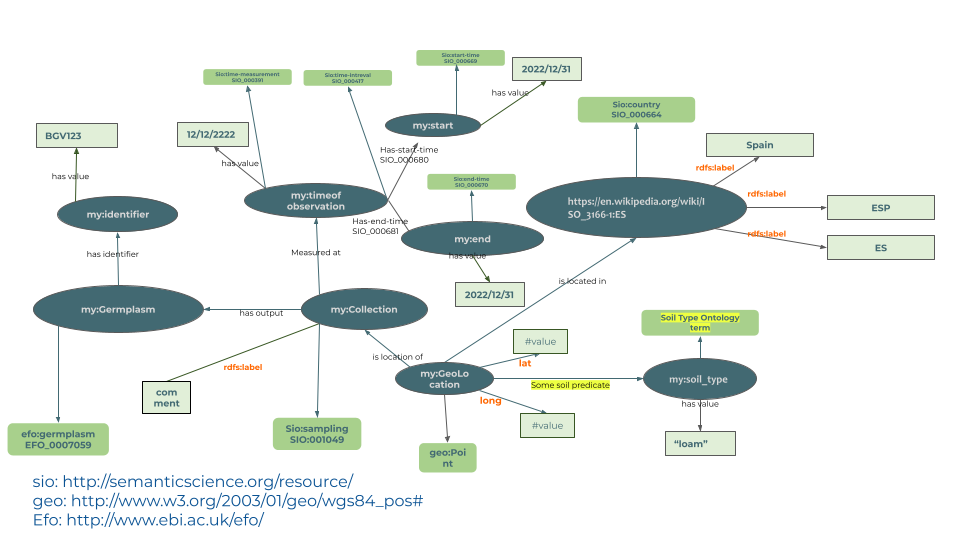 Sio:start-time
SIO_000669
2022/12/31
has value
Sio:time-measurement
SIO_000391
Sio:time-intreval
SIO_000417
my:start
Sio:country
SIO_000664
BGV123
12/12/2222
Has-start-time
SIO_000680
Spain
rdfs:label
has value
has value
Sio:end-time
SIO_000670
my:timeof
observation
https://en.wikipedia.org/wiki/I
SO_3166-1:ES
rdfs:label
ESP
my:identifier
Has-end-time
SIO_000681
my:end
rdfs:label
ES
has identifier
Measured at
has value
is located in
2022/12/31
my:Germplasm
has output
my:Collection
Soil Type Ontology
term
#value
is location of
lat
rdfs:label
my:GeoLo
cation
Some soil predicate
my:soil_type
com
ment
long
has value
#value
efo:germplasm
EFO_0007059
Sio:sampling
SIO:001049
geo:Poi
nt
“loam”
sio: http://semanticscience.org/resource/
geo: http://www.w3.org/2003/01/geo/wgs84_pos#
Efo: http://www.ebi.ac.uk/efo/